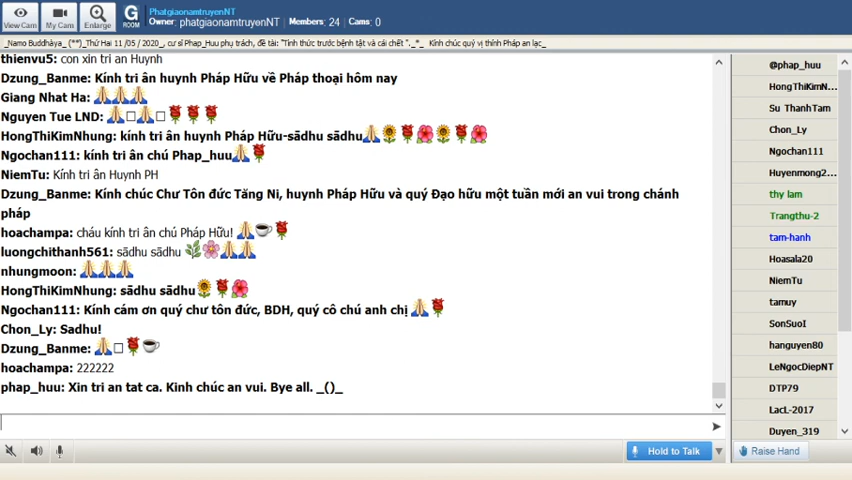 View Cam
My Cam
Enlarge
G
ROOM
PhatgiaonamtruyenNT
Owner: phatgiaonamtruyenNT Members: 24 Cams: 0
_Namo Buddhàya_ (**)_Thứ Hai 11 /05 / 2020_, cư sĩ Phap_Huu phụ trách, đề tài: "Tỉnh thức trước bệnh tật và cái chết "._*_ Kính chúc quý vị thính Pháp an lạc_
thienvu5: con xin tri an Huynh
Dzung_Banme: Kính tri ân huynh Pháp Hữu về Pháp thoại hôm nay
Giang Nhat Ha:
Nguyen Tue LND:
HongThiKimNhung: kính tri ân huynh Pháp Hữu-sādhu sādhu
Ngochan111: kính tri ân chú Phap_huu
NiemTu: Kính tri ân Huynh PH
Dzung_Banme: Kính chúc Chư Tôn đức Tăng Ni, huynh Pháp Hữu và quý Đạo hữu một tuần mới an vui trong chánh
pháp
hoachampa: cháu kính tri ân chú Pháp Hữu!
luongchithanh561: sādhu sādhu
nhungmoon:
HongThiKimNhung: sādhu sādhu
Ngochan111: Kính cám ơn quý chư tôn đức, BDH, quý cô chú anh chị
Chon_Ly: Sadhu!
Dzung_Banme:
hoachampa: 222222
phap_huu: Xin tri an tat ca. Kinh chúc an vui. Bye all. _()_
@phap_huu
HongThiKimN...
Su ThanhTam
Chon_Ly
Ngochan111
Huyenmong2...
thy lam
Trangthu-2
tam-hanh
Hoasala20
NiemTu
tamuy
SonSuoI
hanguyen80
LeNgocDiepNT
DTP79
LacL-2017
Duyen_319
Hold to Talk
Raise Hand